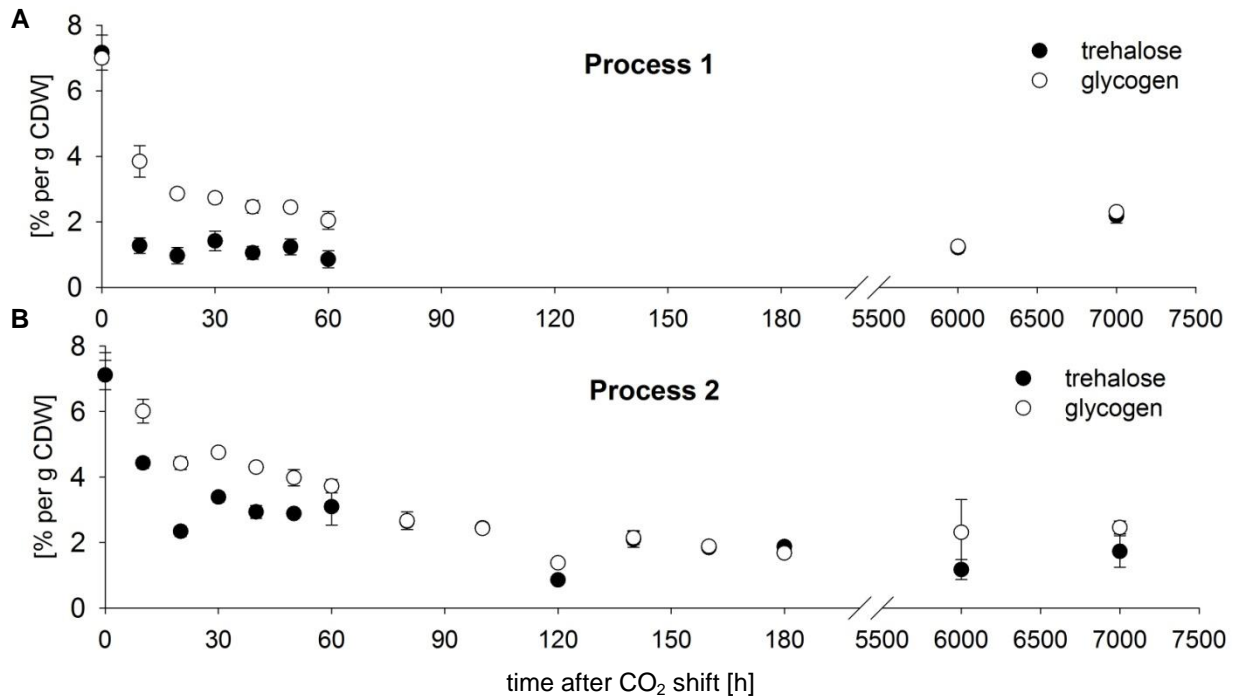 A
8
6
4
2
0
[% per g CDW]
Process 1
trehalose
glycogen
0 30 60 90 120 150 180 5500 6000 6500 7000 7500
B
8
6
4
2
0
[% per g CDW]
Process 2
trehalose
glycogen
0 30 60 90 120 150 180 5500 6000 6500 7000 7500
time after CO₂ shift [h]